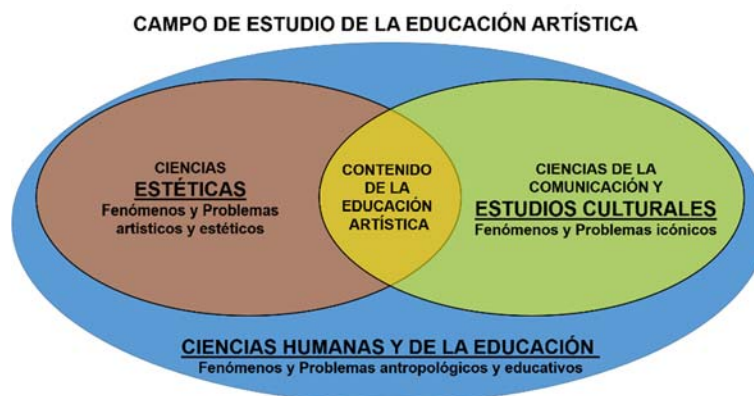 CAMPO DE ESTUDIO DE LA EDUCACIÓN ARTÍSTICA
CIENCIAS
ESTÉTICAS
Fenómenos y Problemas
artísticos y estéticos
CONTENIDO
DE LA
EDUCACIÓN
ARTÍSTICA
CIENCIAS DE LA
COMUNICACIÓN Y
ESTUDIOS CULTURALES
Fenómenos y Problemas icónicos
CIENCIAS HUMANAS Y DE LA EDUCACIÓN
Fenómenos y Problemas antropológicos y educativos